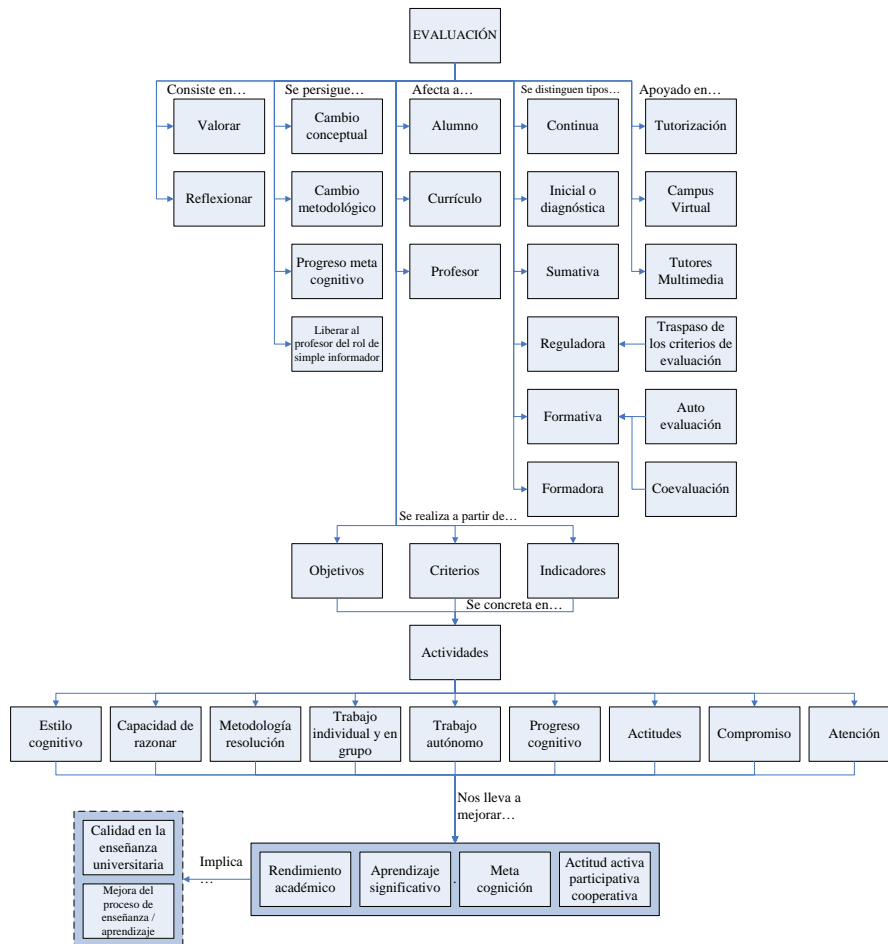 EVALUACIÓN
Consiste en…
Se persigue…
Afecta a…
Se distinguen tipos…
Apoyado en…
Valorar
Cambio
conceptual
Alumno
Continua
Tutorización
Reflexionar
Cambio
metodológico
Currículo
Inicial o
diagnóstica
Campus
Virtual
Progreso meta
cognitivo
Profesor
Sumativa
Tutores
Multimedia
Liberar al
profesor del rol de
simple informador
Reguladora
Traspaso de
los criterios de
evaluación
Formativa
Auto
evaluación
Formadora
Coevaluación
Se realiza a partir de…
Objetivos
Criterios
Indicadores
Se concreta en…
Actividades
Estilo
cognitivo
Capacidad de
razonar
Metodología
resolución
Trabajo
individual y en
grupo
Trabajo
autónomo
Progreso
cognitivo
Actitudes
Compromiso
Atención
Nos lleva a
mejorar…
Calidad en la
enseñanza
universitaria
Mejora del
proceso de
enseñanza /
aprendizaje
Implica
…
Rendimiento
académico
Aprendizaje
significativo
.
Meta
cognición
Actitud activa
participativa
cooperativa